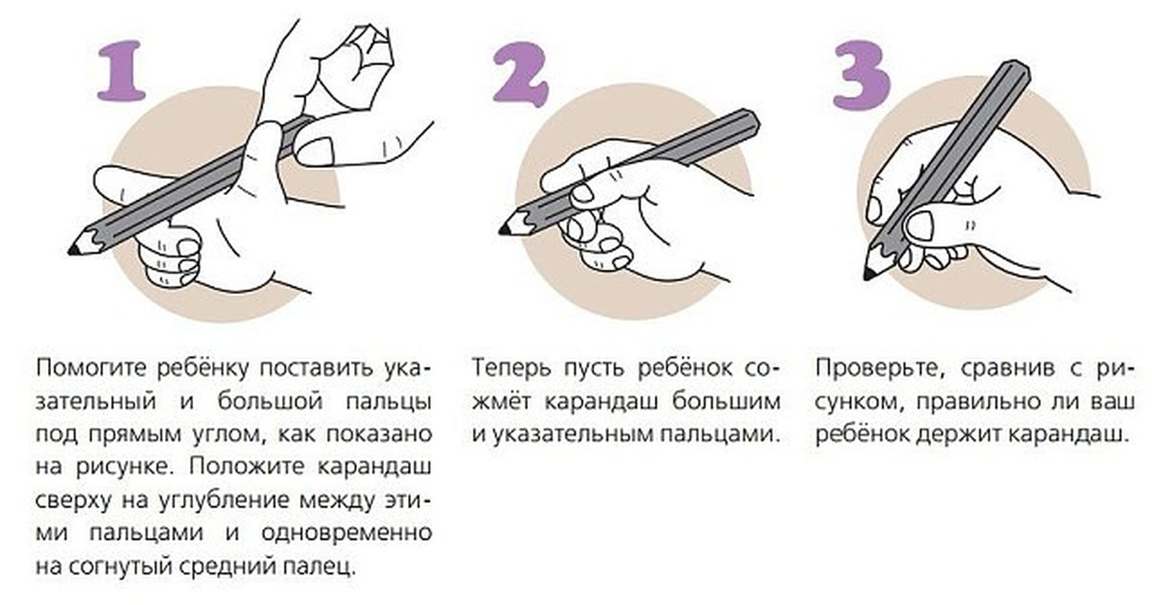 1
Помогите ребёнку поставить ука-
зательный и большой пальцы
под прямым углом, как показано
на рисунке. Положите карандаш
сверху на углубление между эти-
ми пальцами и одновременно
на согнутый средний палец.
2
Теперь пусть ребёнок со-
жмёт карандаш большим
и указательным пальцами.
3
Проверьте, сравнив с ри-
сунком, правильно ли ваш
ребёнок держит карандаш.